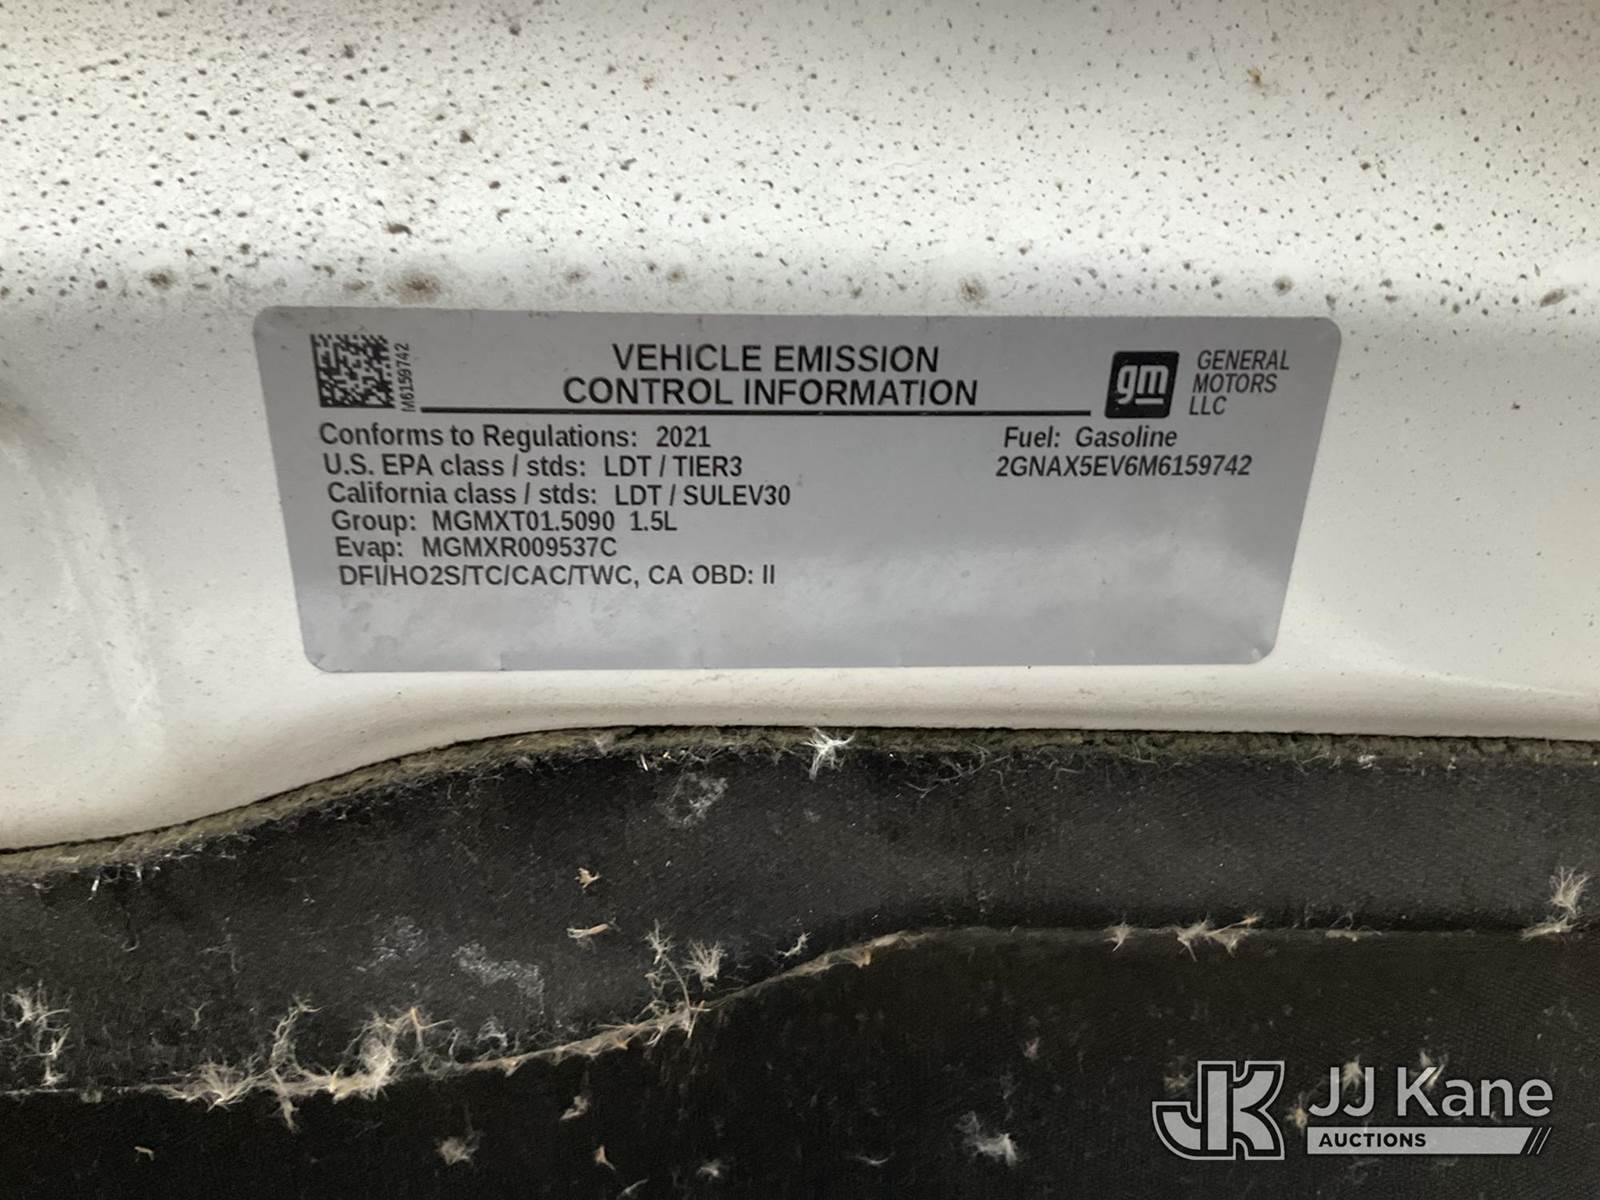 M6159742
VEHICLE EMISSION
CONTROL INFORMATION
gm
GENERAL
MOTORS
LLC
Conforms to Regulations: 2021
U.S. EPA class / stds: LDT / TIER3
California class / stds: LDT / SULEV30
Group: MGMXT01.5090 1.5L
Evap: MGMXR009537C
DFI/HO2S/TC/CAC/TWC, CA OBD: II
Fuel: Gasoline
2GNAX5EV6M6159742
JK JJ Kane
AUCTIONS